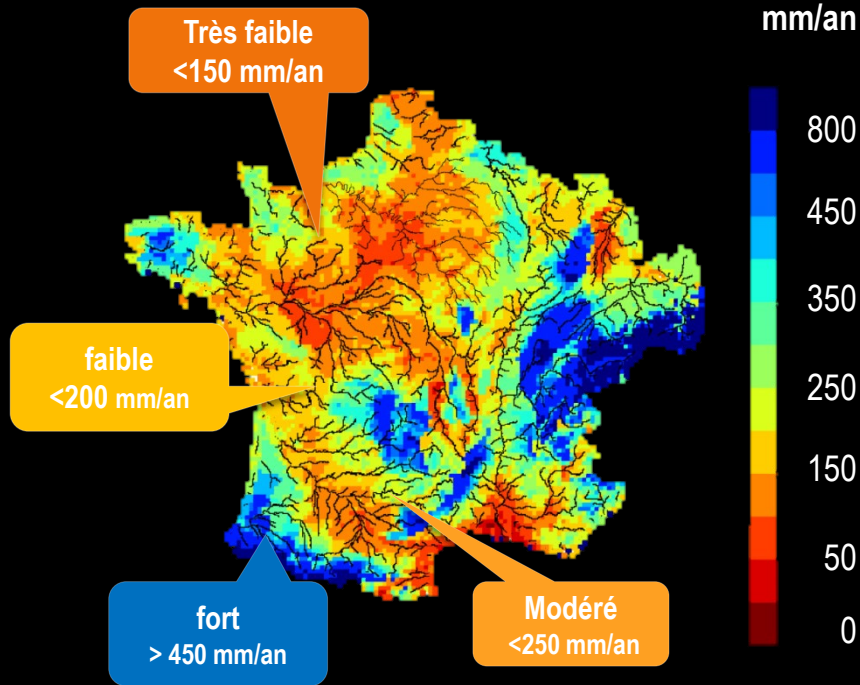 mm/an
Très faible
<150 mm/an
800
450
350
250
150
50
0
faible
<200 mm/an
fort
> 450 mm/an
Modéré
<250 mm/an